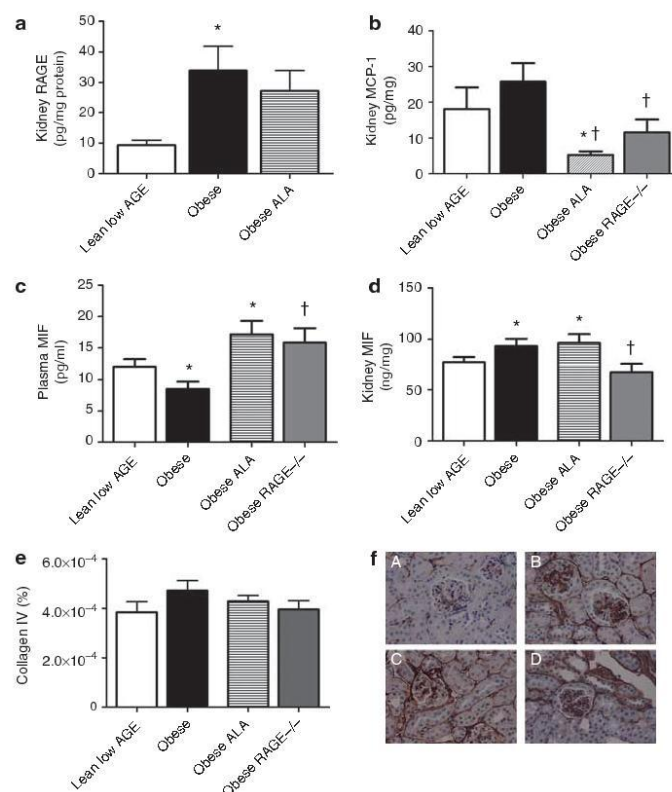 a
Kidney RAGE
(pg/mg protein)
50
40
30
20
10
0
*
Lean low AGE
Obese
Obese ALA
b
Kidney MCP-1
(pg/mg)
40
30
20
10
0
* †
†
Lean low AGE
Obese
Obese ALA
Obese RAGE–/–
c
Plasma MIF
(pg/ml)
25
20
15
10
5
0
*
*
†
Lean low AGE
Obese
Obese ALA
Obese RAGE–/–
d
Kidney MIF
(ng/mg)
150
100
50
0
*
*
†
Lean low AGE
Obese
Obese ALA
Obese RAGE–/–
e
Collagen IV (%)
6.0×10⁻⁴
4.0×10⁻⁴
2.0×10⁻⁴
0
Lean low AGE
Obese
Obese ALA
Obese RAGE–/–
f
A
B
C
D